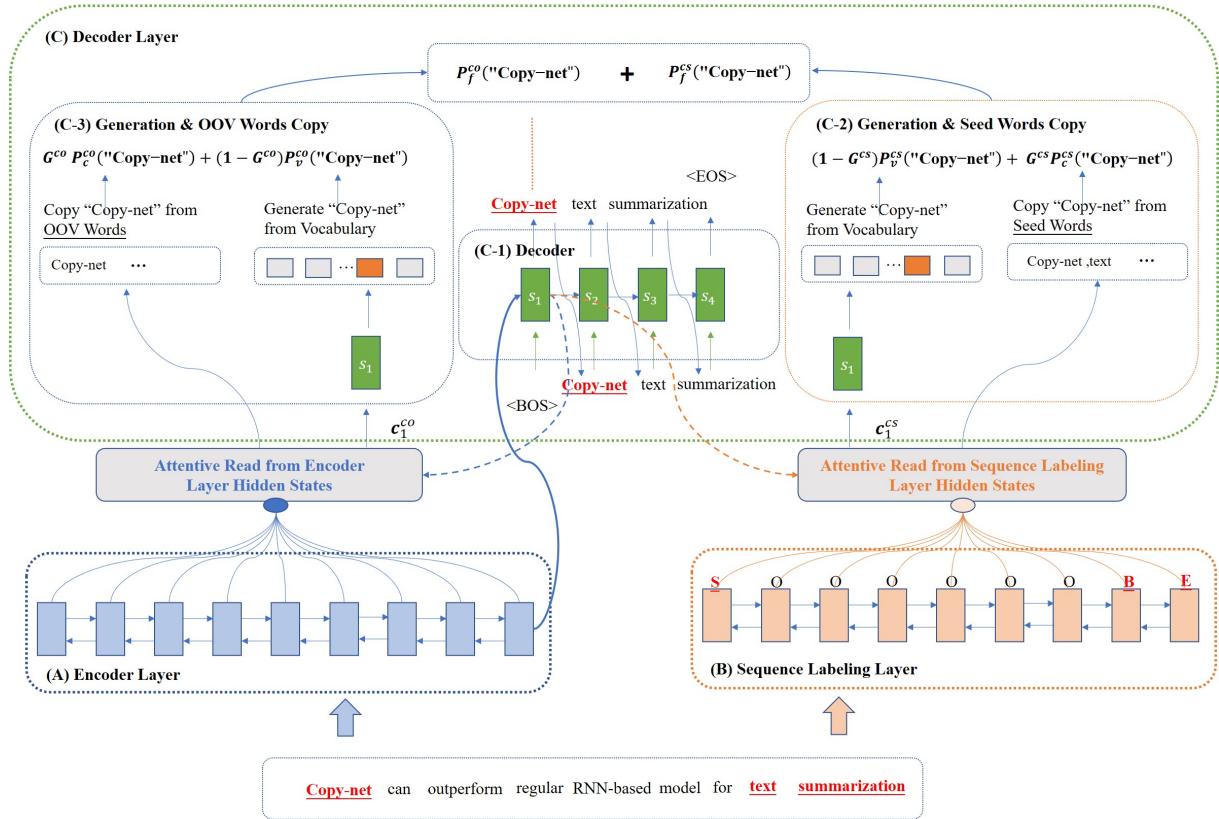 (C) Decoder Layer
P_f^{co}("Copy−net") + P_f^{cs}("Copy−net")
(C-3) Generation & OOV Words Copy
G^{co} P_c^{co}("Copy−net") + (1 − G^{co})P_v^{co}("Copy−net")
Copy “Copy-net” from
OOV Words
Generate “Copy-net”
from Vocabulary
Copy-net ...
...
S_1
c_1^{co}
<EOS>
Copy-net text summarization
(C-1) Decoder
S_1 S_2 S_3 S_4
Copy-net text summarization
<BOS>
(C-2) Generation & Seed Words Copy
(1 − G^{cs})P_v^{cs}("Copy−net") + G^{cs}P_c^{cs}("Copy−net")
Generate “Copy-net”
from Vocabulary
Copy “Copy-net” from
Seed Words
...
Copy-net ,text ...
S_1
c_1^{cs}
Attentive Read from Encoder
Layer Hidden States
Attentive Read from Sequence Labeling
Layer Hidden States
S O O O O O O B E
(A) Encoder Layer
(B) Sequence Labeling Layer
Copy-net can outperform regular RNN-based model for text summarization